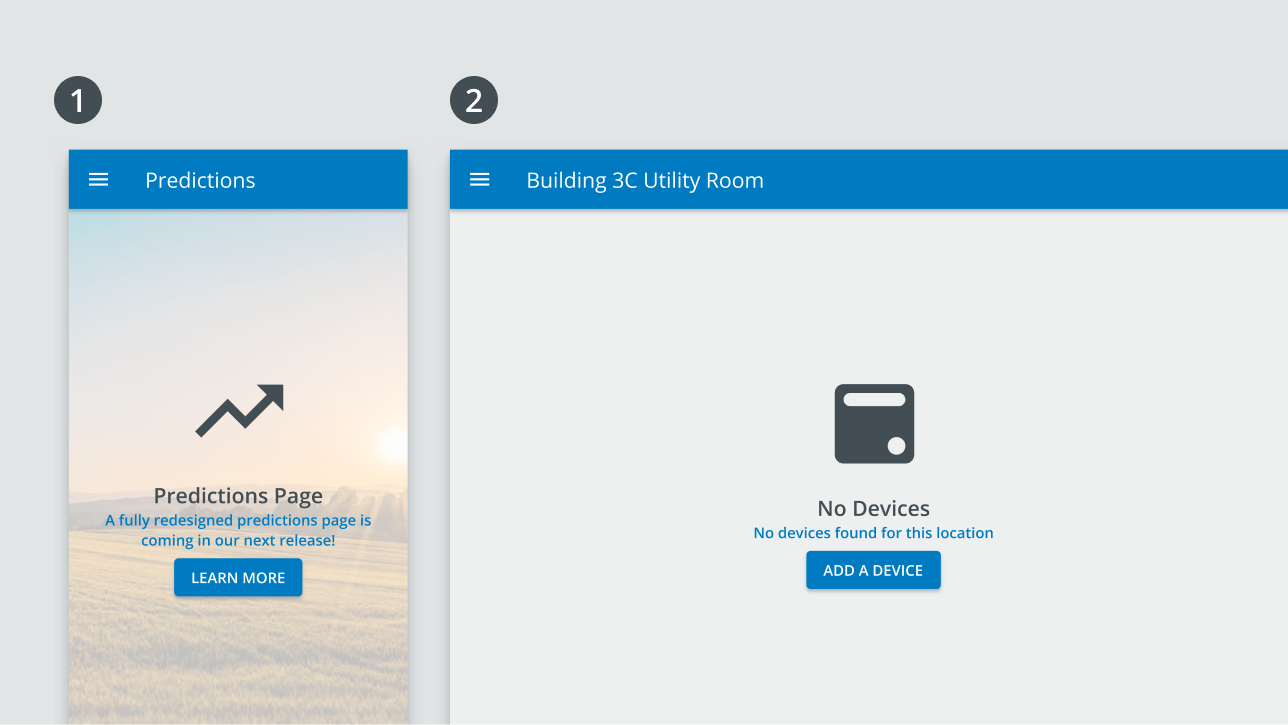 1
Predictions
Predictions Page
A fully redesigned predictions page is
coming in our next release!
LEARN MORE
2
Building 3C Utility Room
No Devices
No devices found for this location
ADD A DEVICE